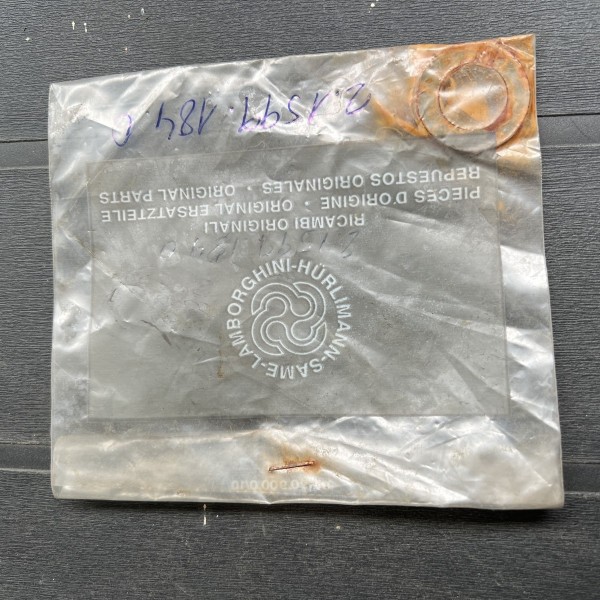 SAME-LAMBORGHINI-HÜRLIMANN-
RICAMBI ORIGINALI
PIECES D'ORIGINE • ORIGINAL ERSATZTEILE
REPUESTOS ORIGINALES • ORIGINAL PARTS
2.1599.184.0